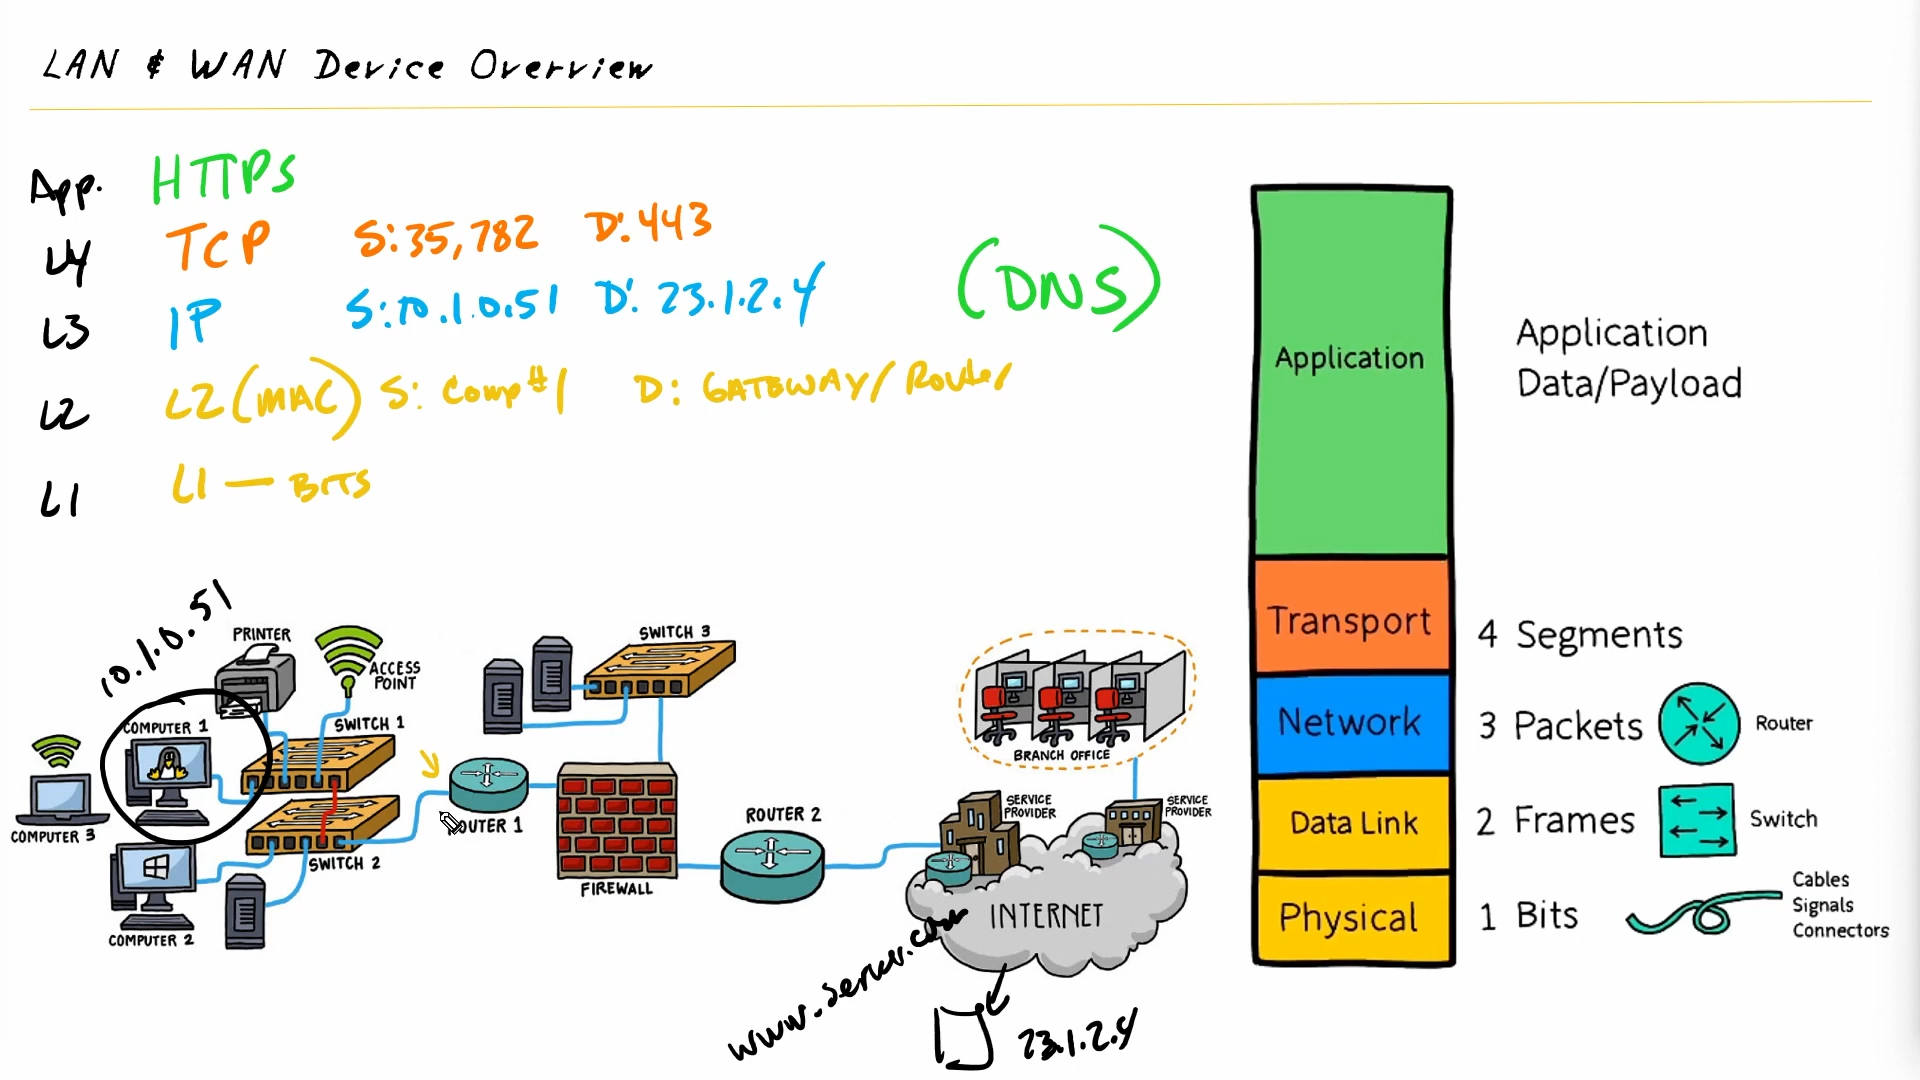 LAN & WAN Device Overview
App. HTTPS
L4 TCP S:35,782 D:443
L3 IP S:10.1.0.51 D: 23.1.2.4
(DNS)
L2 L2(MAC) S: Comp#1 D: GATEWAY/Router
L1 L1 — BITS
10.1.0.51
PRINTER
ACCESS
POINT
COMPUTER 1
SWITCH 1
COMPUTER 3
SWITCH 2
COMPUTER 2
SWITCH 3
ROUTER 1
FIREWALL
ROUTER 2
BRANCH OFFICE
SERVICE
PROVIDER
SERVICE
PROVIDER
INTERNET
www.server.com
23.1.2.4
Application
Application
Data/Payload
Transport
4 Segments
Network
3 Packets
Router
Data Link
2 Frames
Switch
Physical
1 Bits
Cables
Signals
Connectors